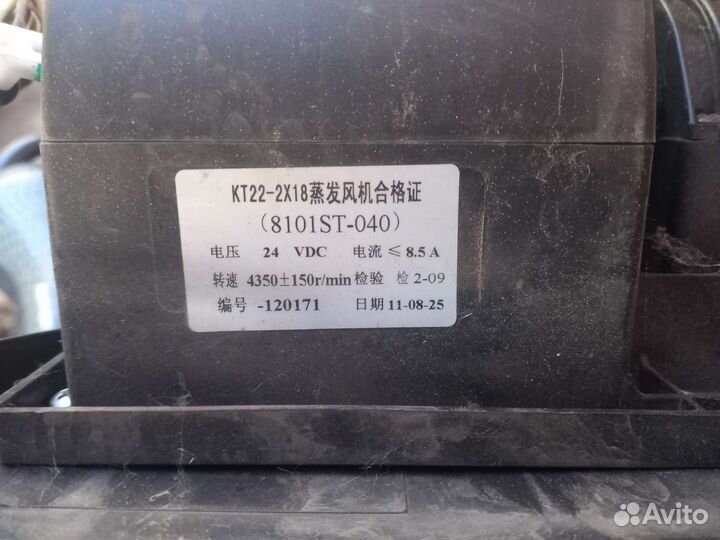 KT22-2X18蒸发风机合格证
(8101ST-040)
电压 24 VDC 电流 ≤ 8.5 A
转速 4350±150r/min 检验 检 2-09
编号 -120171 日期 11-08-25
Avito